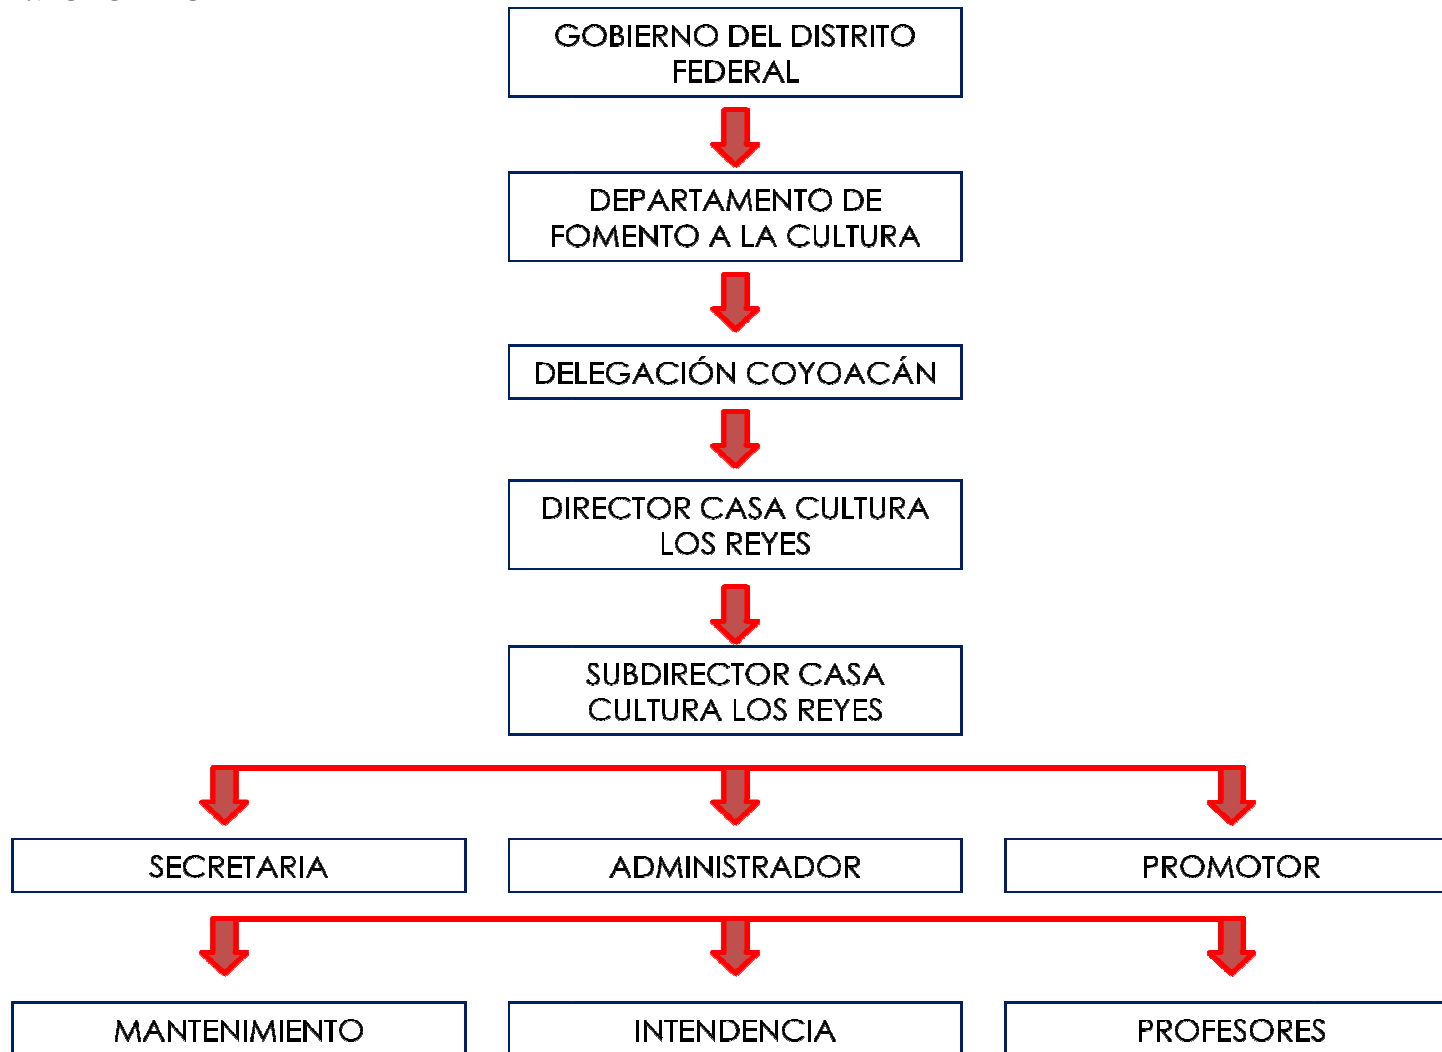 GOBIERNO DEL DISTRITO
FEDERAL
DEPARTAMENTO DE
FOMENTO A LA CULTURA
DELEGACIÓN COYOACÁN
DIRECTOR CASA CULTURA
LOS REYES
SUBDIRECTOR CASA
CULTURA LOS REYES
SECRETARIA
ADMINISTRADOR
PROMOTOR
MANTENIMIENTO
INTENDENCIA
PROFESORES